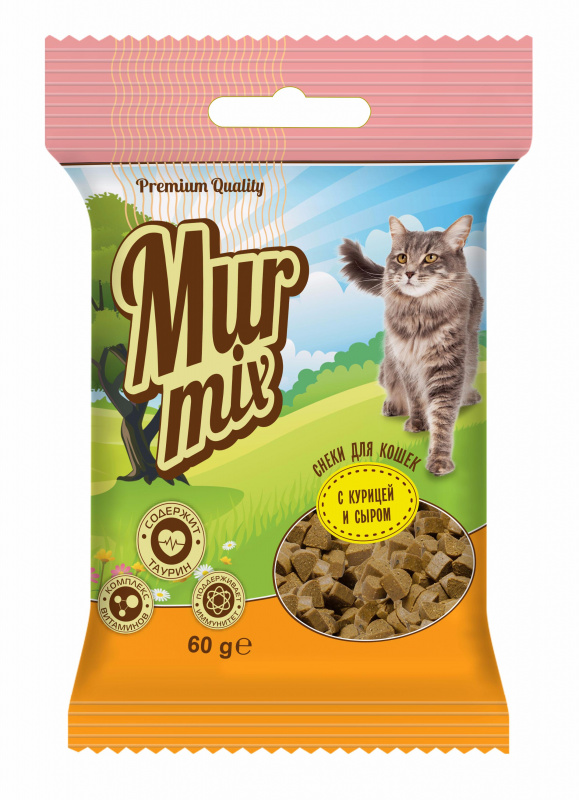 Premium Quality
Mur
mix
СНЕКИ ДЛЯ КОШЕК
С КУРИЦЕЙ
И СЫРОМ
СОДЕРЖИТ
ТАУРИН
КОМПЛЕКС
ВИТАМИНОВ
ПОДДЕРЖИВАЕТ
ИММУНИТЕТ
60 g℮